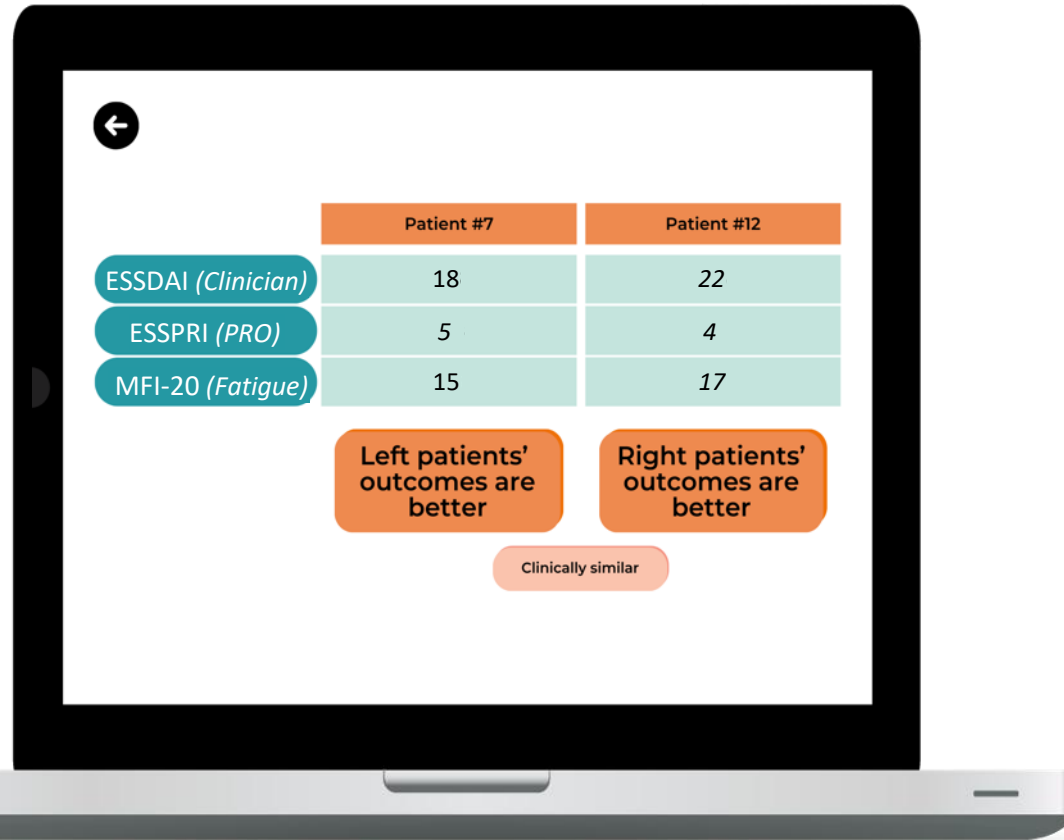 Patient #7 Patient #12
ESSDAI (Clinician) 18 22
ESSPRI (PRO) 5 4
MFI-20 (Fatigue) 15 17
Left patients'
outcomes are
better
Right patients'
outcomes are
better
Clinically similar